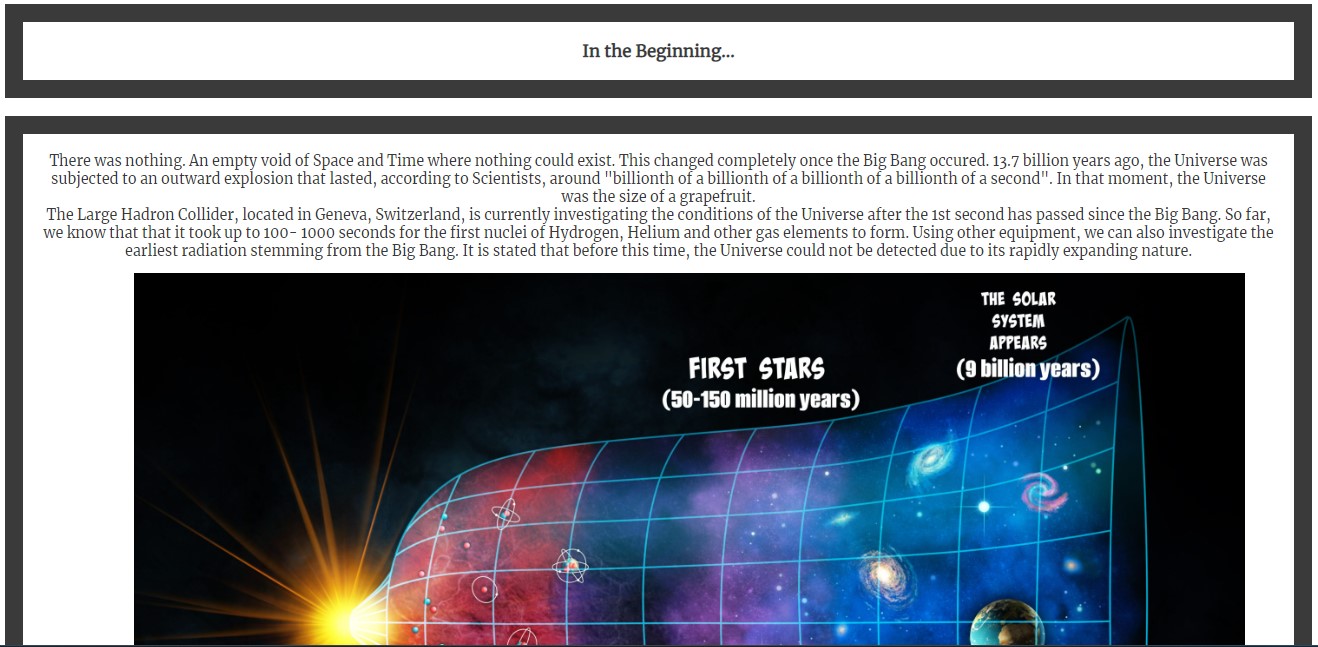 In the Beginning...
There was nothing. An empty void of Space and Time where nothing could exist. This changed completely once the Big Bang occured. 13.7 billion years ago, the Universe was
subjected to an outward explosion that lasted, according to Scientists, around "billionth of a billionth of a billionth of a billionth of a second". In that moment, the Universe
was the size of a grapefruit.
The Large Hadron Collider, located in Geneva, Switzerland, is currently investigating the conditions of the Universe after the 1st second has passed since the Big Bang. So far,
we know that that it took up to 100- 1000 seconds for the first nuclei of Hydrogen, Helium and other gas elements to form. Using other equipment, we can also investigate the
earliest radiation stemming from the Big Bang. It is stated that before this time, the Universe could not be detected due to its rapidly expanding nature.
THE SOLAR
SYSTEM
APPEARS
(9 billion years)
FIRST STARS
(50-150 million years)